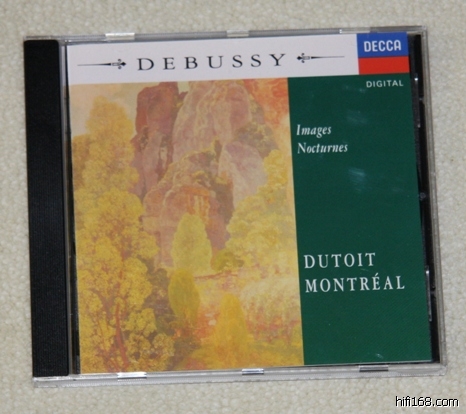 DEBUSSY
DECCA
DIGITAL
Images
Nocturnes
DUTOIT
MONTRÉAL
hifi168.com